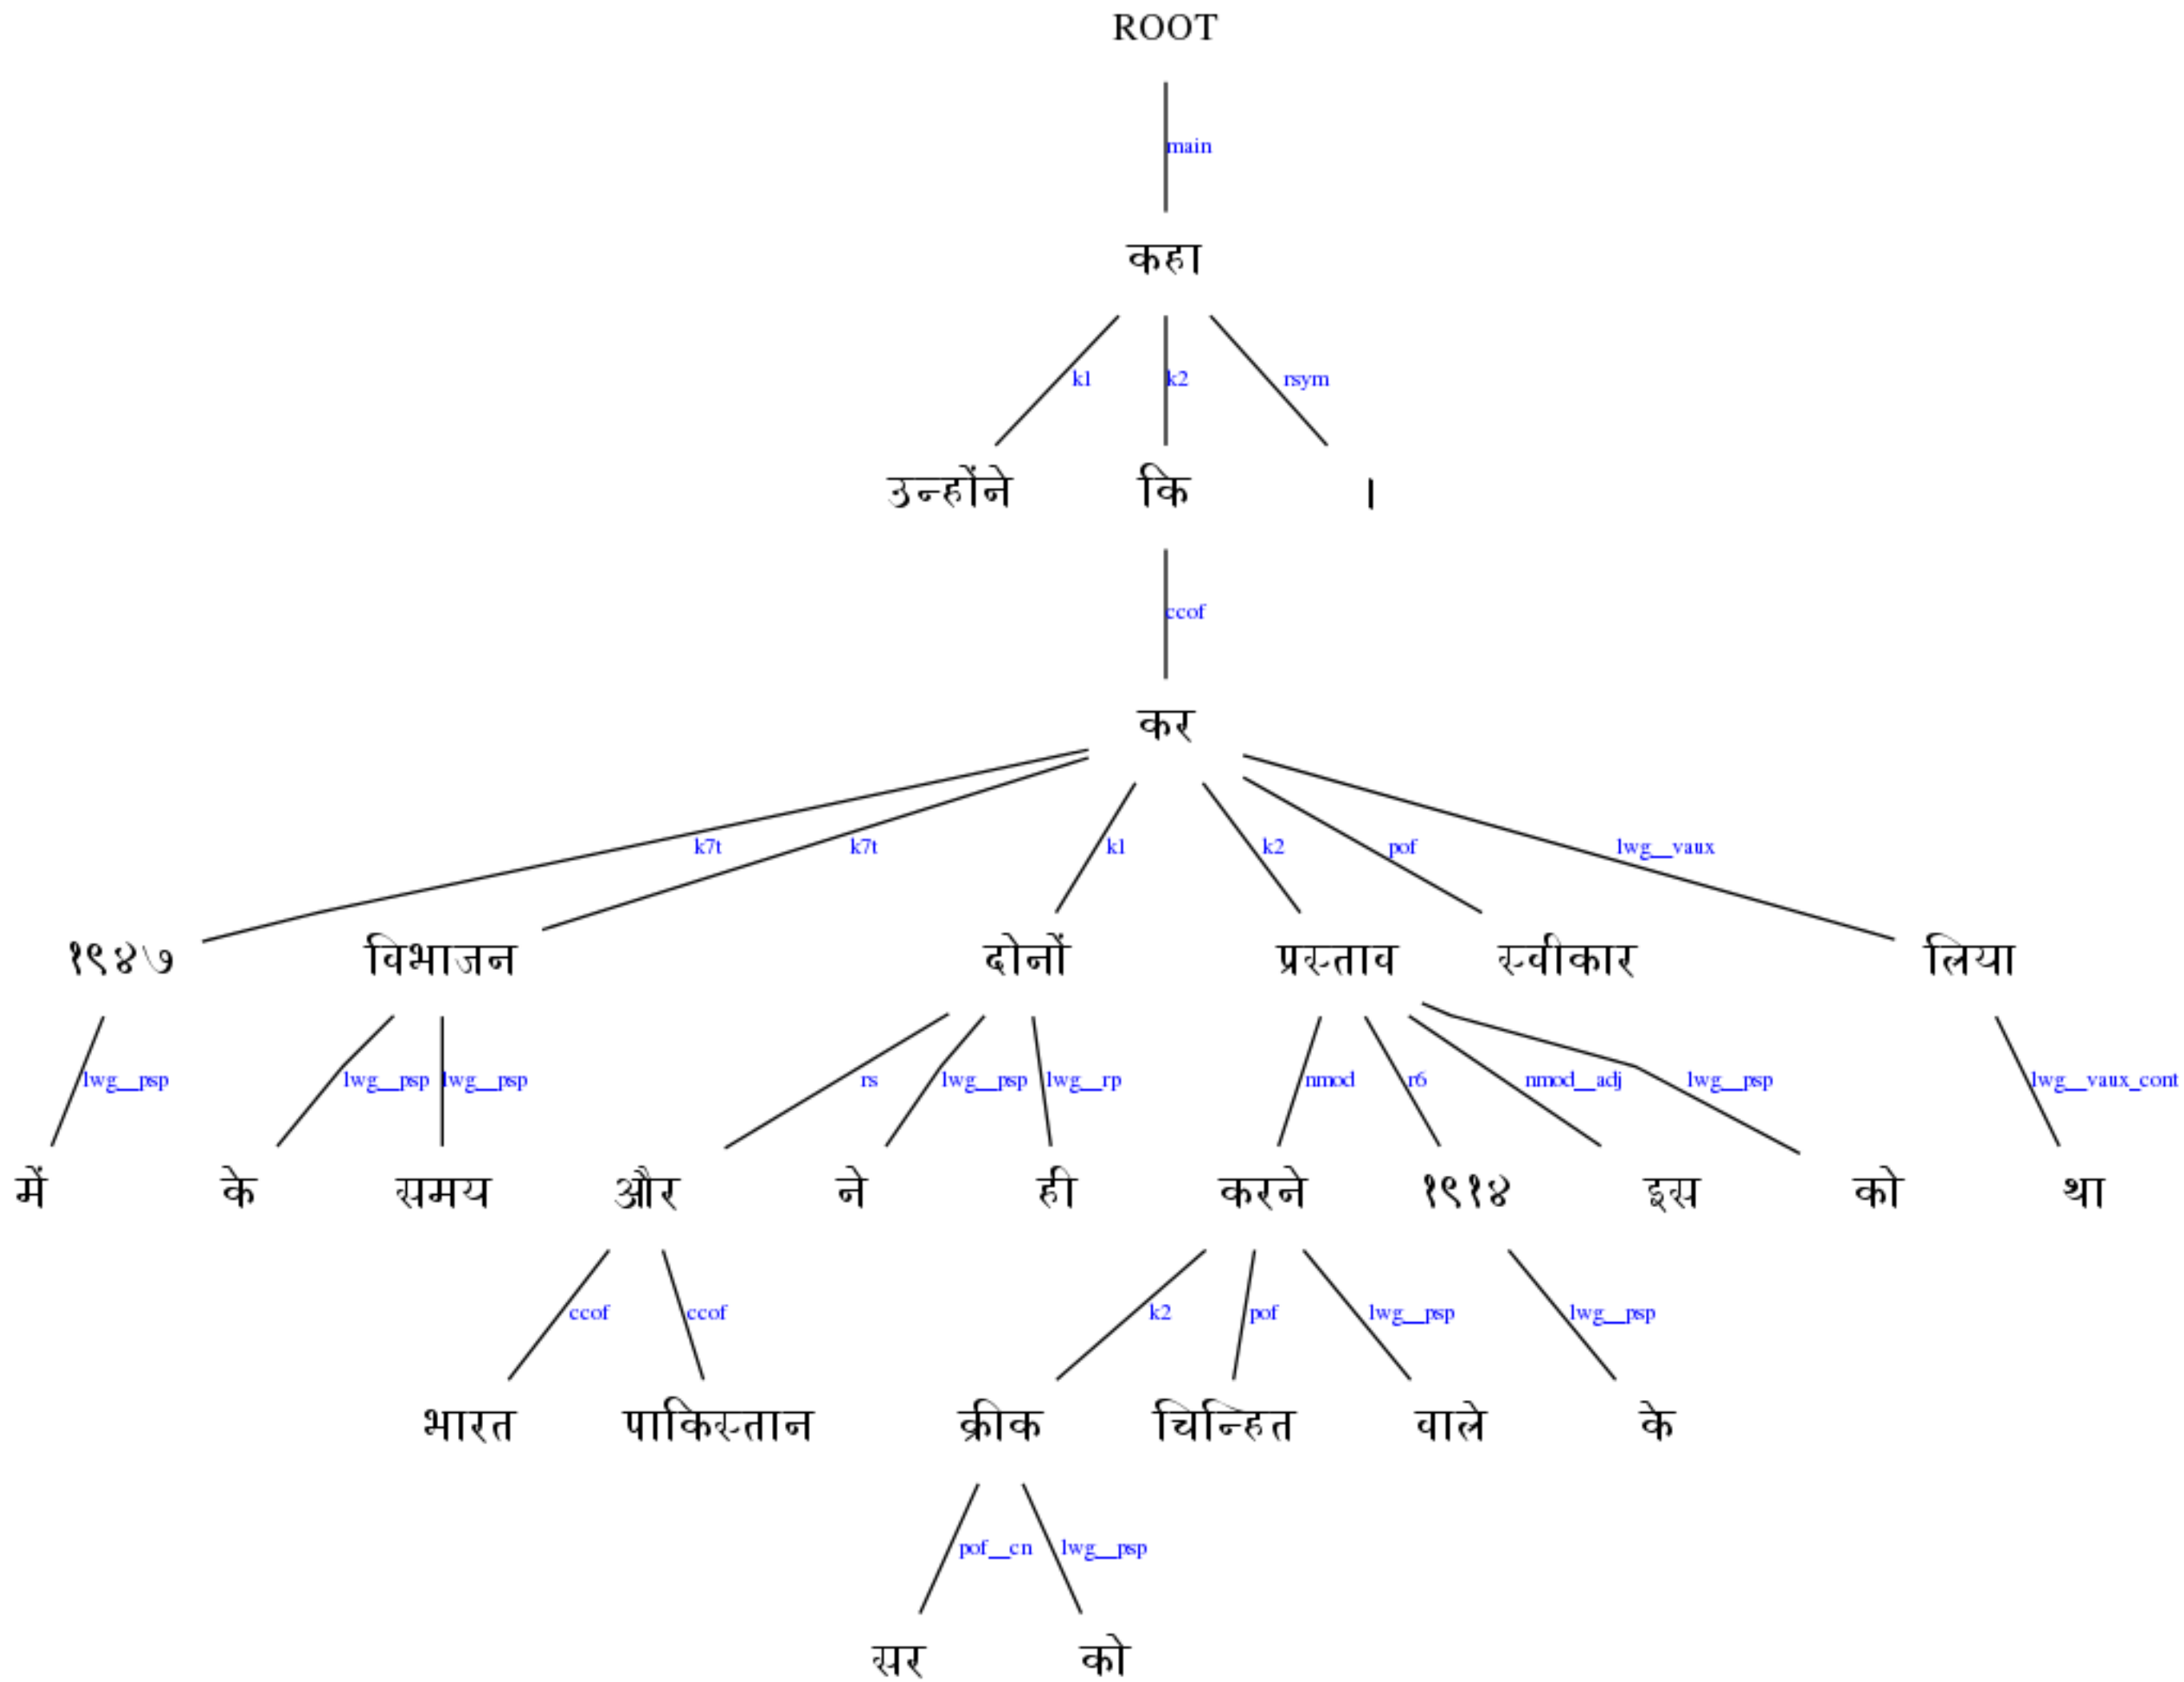 ROOT
main
कहा
k1 k2 rsym
उन्होंने कि ।
ccof
कर
k7t k7t k1 k2 pof lwg__vaux
१९४७ विभाजन दोनों प्रस्ताव स्वीकार लिया
lwg__psp lwg__psp lwg__psp rs lwg__psp lwg__rp nmod r6 nmod__adj lwg__psp lwg__vaux_cont
में के समय और ने ही करने १९१४ इस को था
ccof ccof k2 pof lwg__psp lwg__psp
भारत पाकिस्तान क्रीक चिन्हित वाले के
pof__cn lwg__psp
सर को